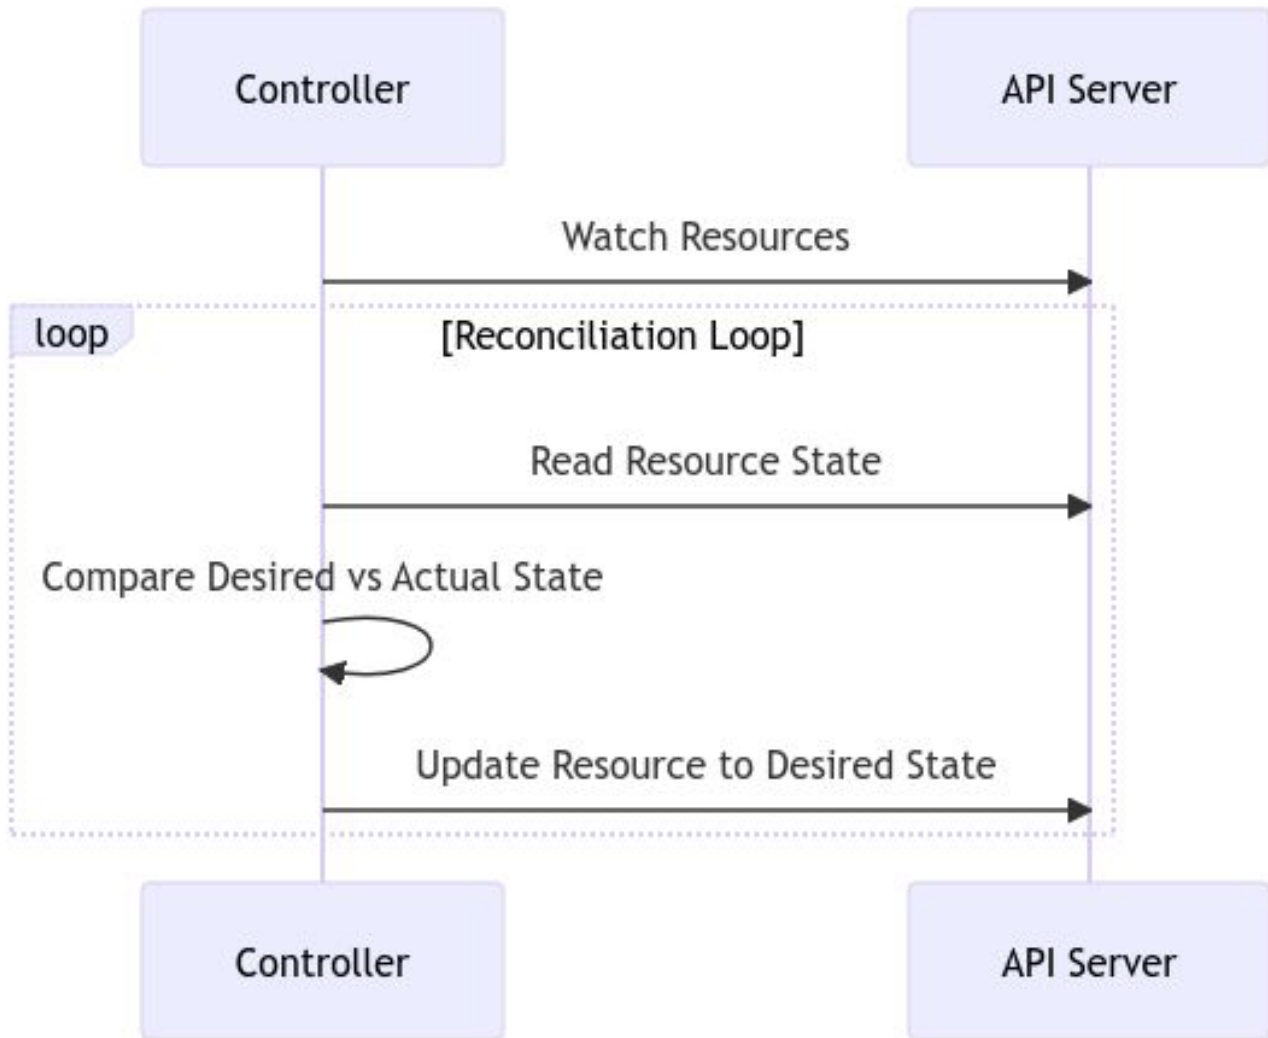 Controller
API Server
Watch Resources
loop
[Reconciliation Loop]
Read Resource State
Compare Desired vs Actual State
Update Resource to Desired State
Controller
API Server